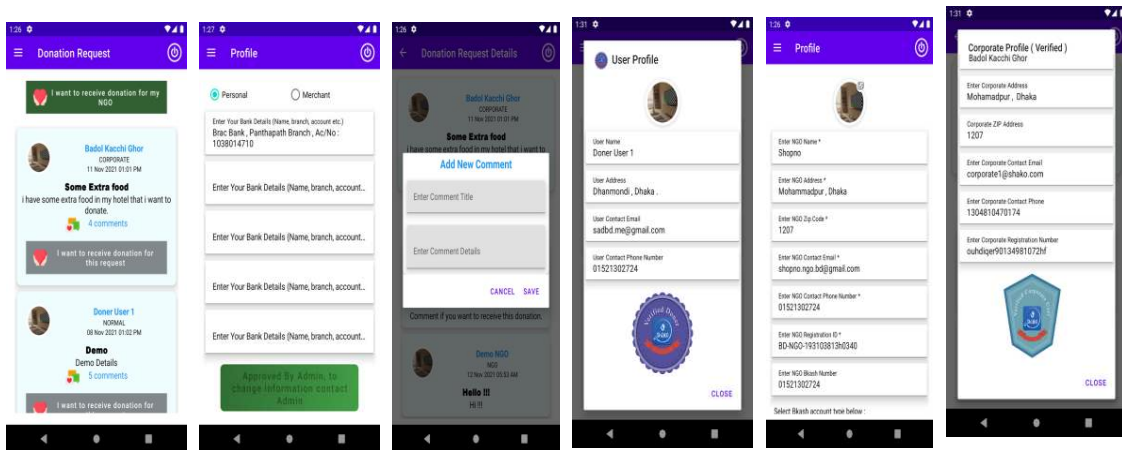 1:26
Donation Request
I want to receive donation for my
NGO
Badol Kacchi Ghor
CORPORATE
11 Nov 2021 01:01 PM
Some Extra food
i have some extra food in my hotel that i want to
donate.
4 comments
I want to receive donation for
this request
Doner User 1
NORMAL
08 Nov 2021 01:02 PM
Demo
Demo Details
5 comments
I want to receive donation for
1:27
Profile
Personal
Merchant
Enter Your Bank Details (Name, branch, account etc.)
Brac Bank , Panthapath Branch , Ac/No :
1038014710
Enter Your Bank Details (Name, branch, account..
Enter Your Bank Details (Name, branch, account..
Enter Your Bank Details (Name, branch, account..
Enter Your Bank Details (Name, branch, account..
Approved By Admin, to
change information contact
Admin
1:26
Donation Request Details
Badol Kacchi Ghor
CORPORATE
11 Nov 2021 01:01 PM
Some Extra food
i have some extra food in my hotel that i want to
Add New Comment
Enter Comment Title
Enter Comment Details
CANCEL SAVE
Comment if you want to receive this donation.
Demo NGO
NGO
12 Nov 2021 05:53 AM
Hello !!!
Hi !!!
1:31
User Profile
User Name
Doner User 1
User Address
Dhanmondi , Dhaka .
User Contact Email
sadbd.me@gmail.com
User Contact Phone Number
01521302724
Verified Donor
CLOSE
1:26
Profile
Enter NGO Name *
Shopno
Enter NGO Address *
Mohammadpur , Dhaka
Enter NGO Zip Code *
1207
Enter NGO Contact Email *
shopno.ngo.bd@gmail.com
Enter NGO Contact Phone Number *
01521302724
Enter NGO Registration ID *
BD-NGO-193103813h0340
Enter NGO Bkash Number
01521302724
Select Bkash account type below :
1:31
Corporate Profile ( Verified )
Badol Kacchi Ghor
Enter Corporate Address
Mohamadpur , Dhaka
Corporate ZIP Address
1207
Enter Corporate Contact Email
corporate1@shako.com
Enter Corporate Contact Phone
1304810470174
Enter Corporate Registration Number
ouhdiqer90134981072hf
CLOSE